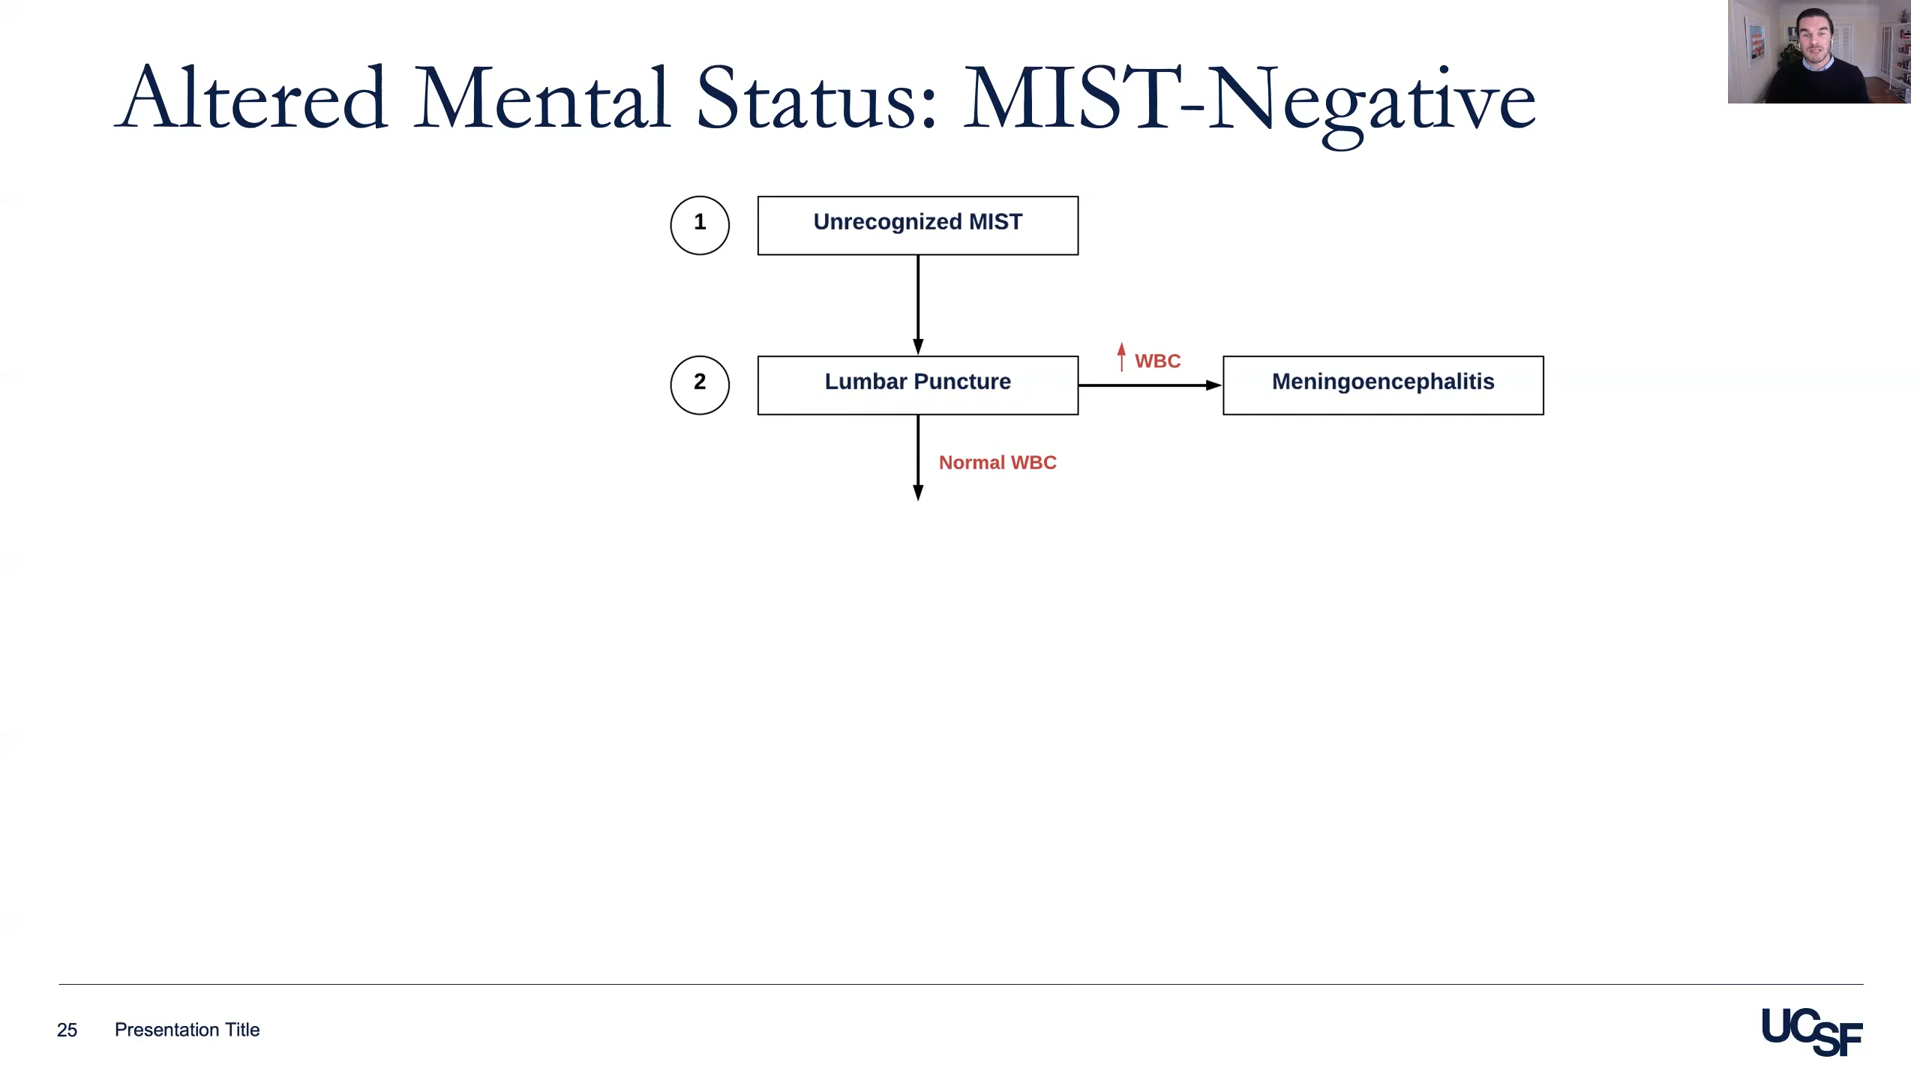 Altered Mental Status: MIST-Negative
1
Unrecognized MIST
2
Lumbar Puncture
WBC
Meningoencephalitis
Normal WBC
25
Presentation Title
UCSF